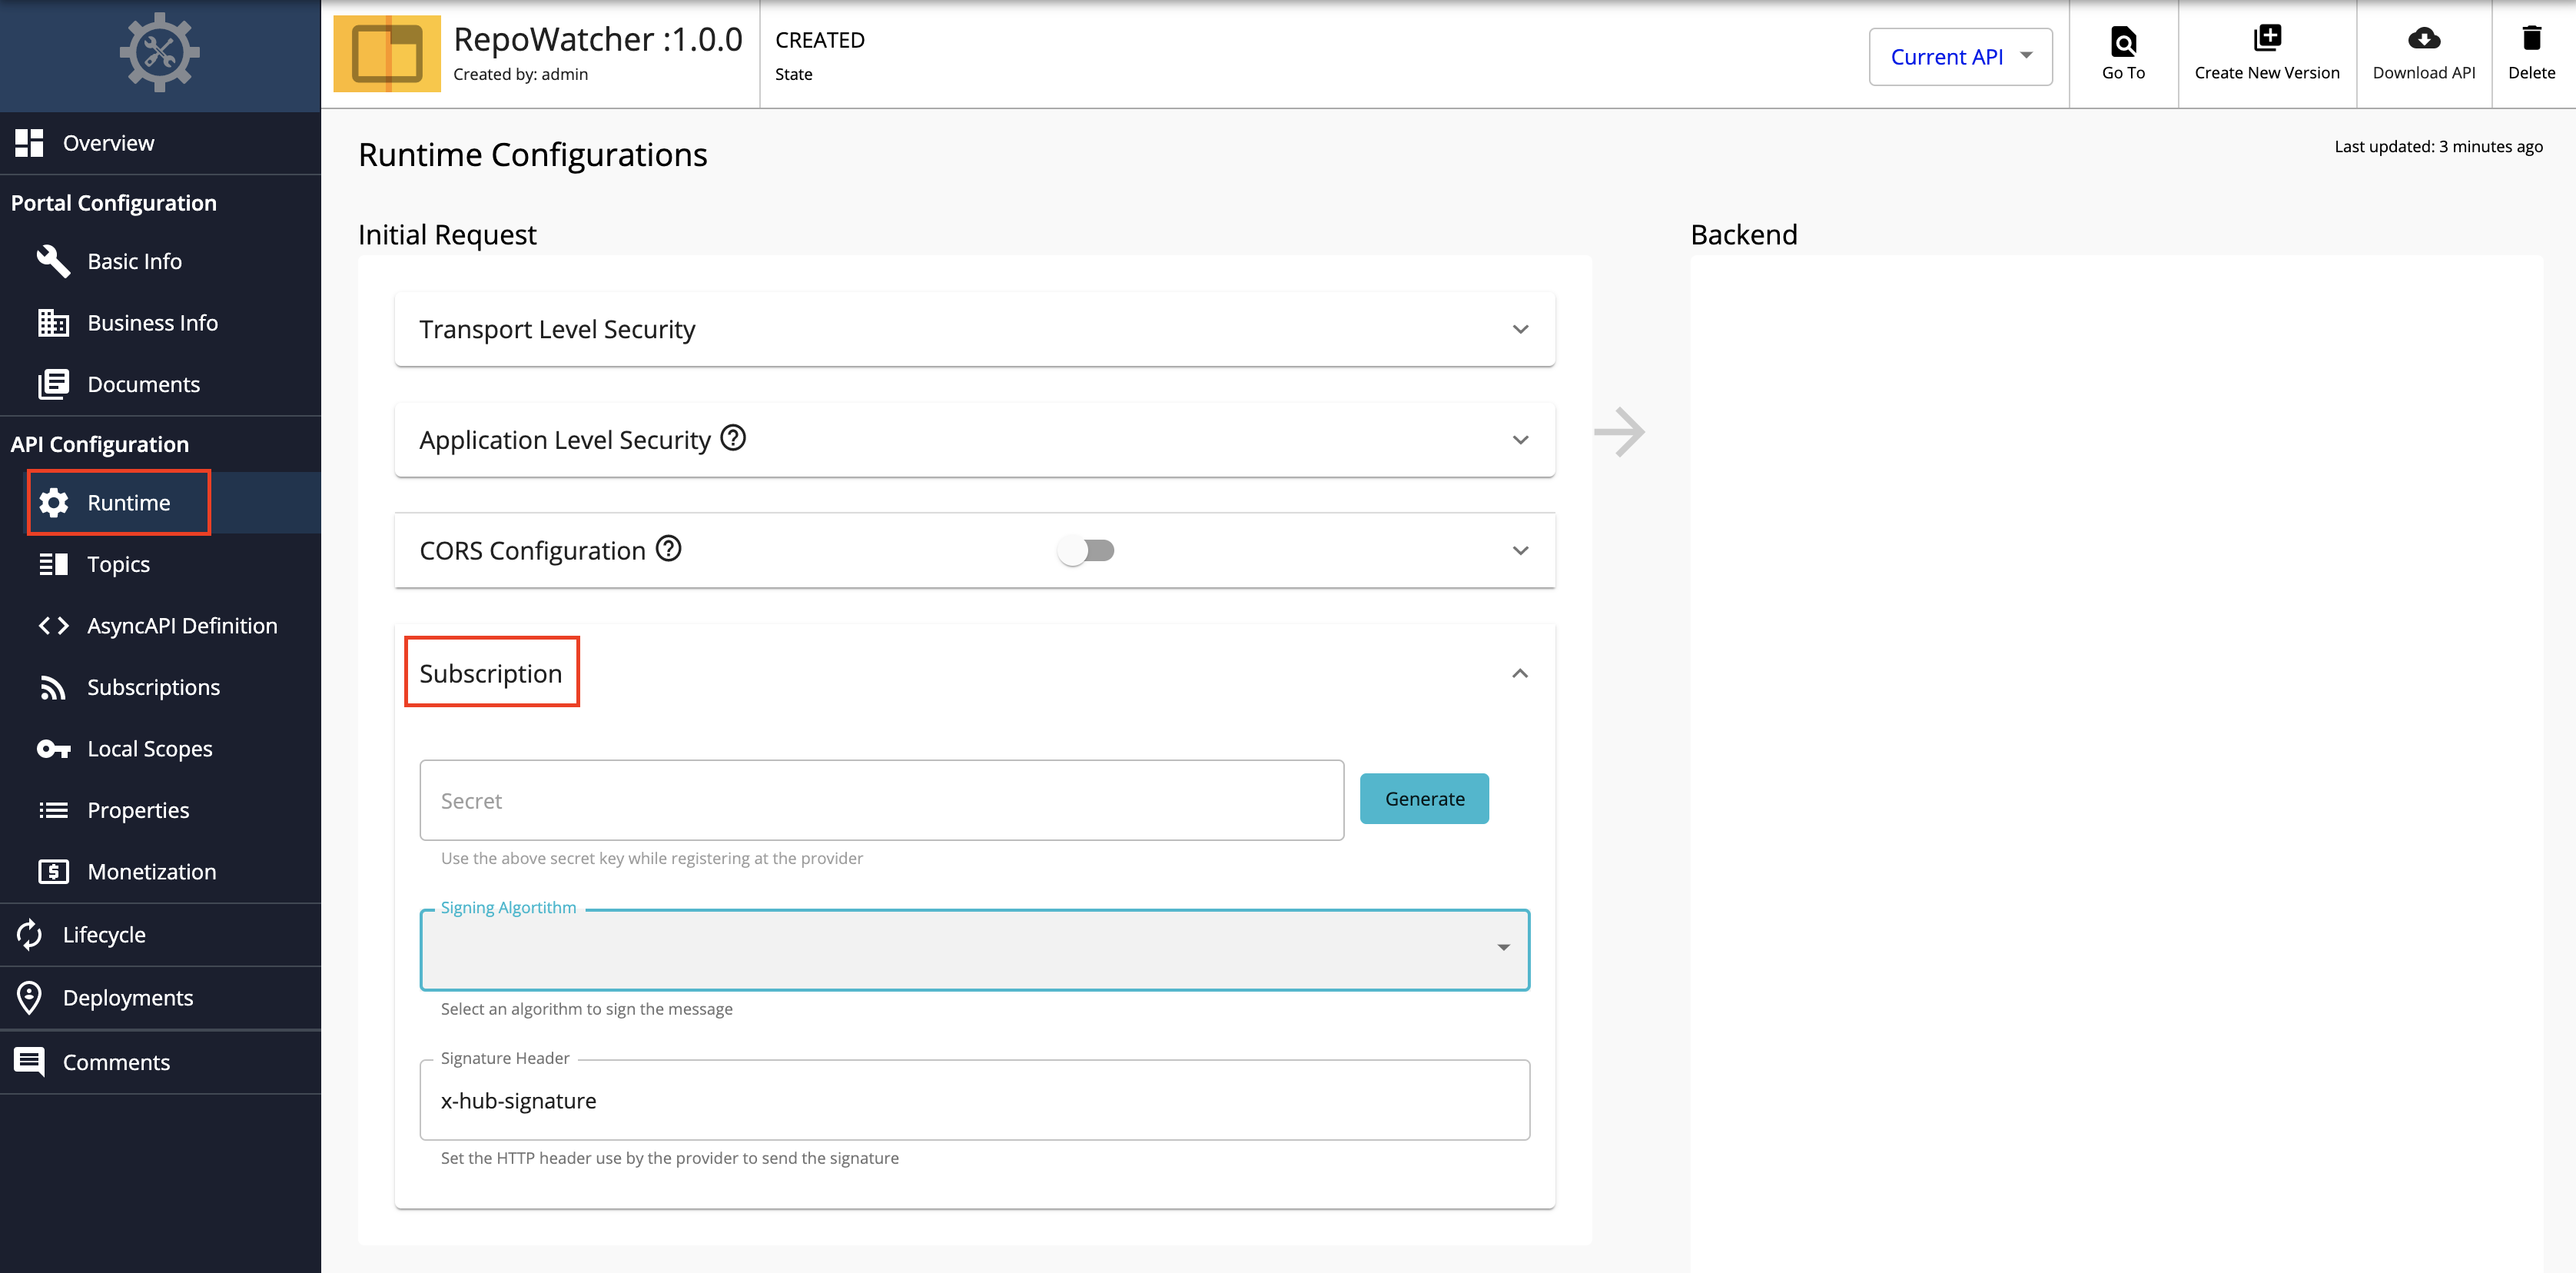 RepoWatcher :1.0.0
Created by: admin
CREATED
State
Current API
Go To
Create New Version
Download API
Delete
Overview
Portal Configuration
Basic Info
Business Info
Documents
API Configuration
Runtime
Topics
AsyncAPI Definition
Subscriptions
Local Scopes
Properties
Monetization
Lifecycle
Deployments
Comments
Runtime Configurations
Last updated: 3 minutes ago
Initial Request
Transport Level Security
Application Level Security
CORS Configuration
Subscription
Secret
Generate
Use the above secret key while registering at the provider
Signing Algortithm
Select an algorithm to sign the message
Signature Header
x-hub-signature
Set the HTTP header use by the provider to send the signature
Backend